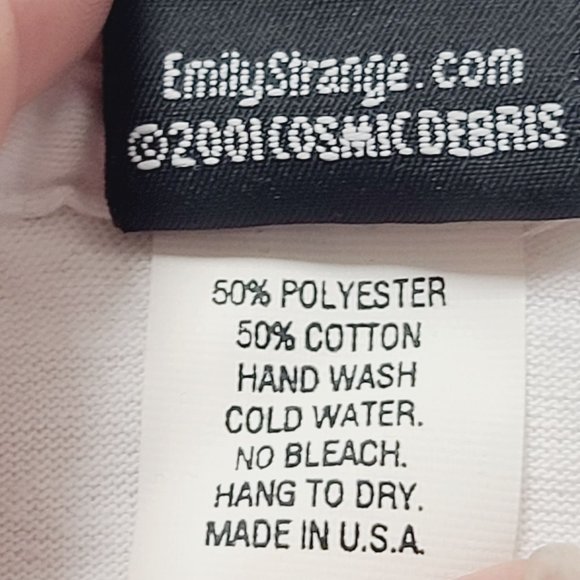 EmilyStrange.com
©2001COSMICDEBRIS
50% POLYESTER
50% COTTON
HAND WASH
COLD WATER.
NO BLEACH.
HANG TO DRY.
MADE IN U.S.A.